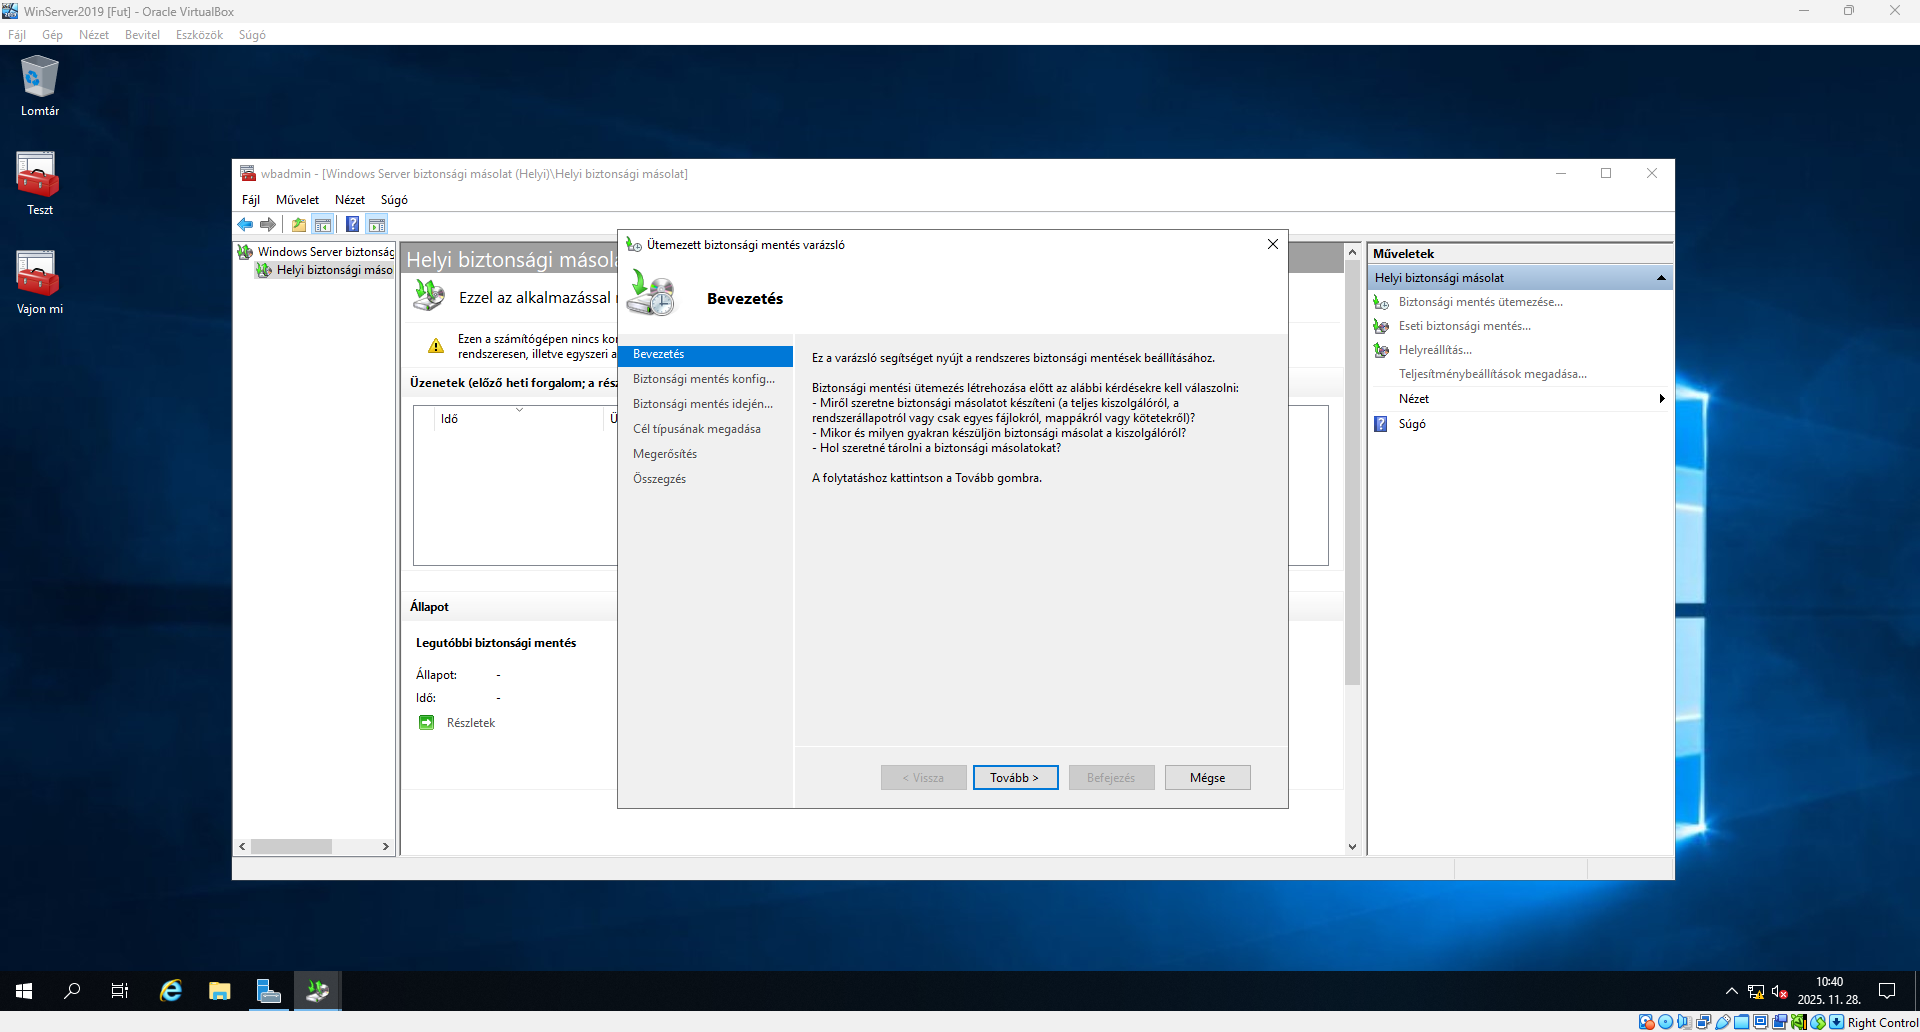 WinServer2019 [Fut] - Oracle VirtualBox
Fájl Gép Nézet Bevitel Eszközök Súgó
Lomtár
Teszt
Vajon mi
wbadmin - [Windows Server biztonsági másolat (Helyi)\Helyi biztonsági másolat]
Fájl Művelet Nézet Súgó
Windows Server biztonság
Helyi biztonsági máso
Helyi biztonsági másola
Ezzel az alkalmazással
Ezen a számítógépen nincs kor
rendszeresen, illetve egyszeri a
Üzenetek (előző heti forgalom; a rész
Idő
Állapot
Legutóbbi biztonsági mentés
Állapot: -
Idő: -
Részletek
Ütemezett biztonsági mentés varázsló
Bevezetés
Bevezetés
Biztonsági mentés konfig...
Biztonsági mentés idején...
Cél típusának megadása
Megerősítés
Összegzés
Ez a varázsló segítséget nyújt a rendszeres biztonsági mentések beállításához.
Biztonsági mentési ütemezés létrehozása előtt az alábbi kérdésekre kell válaszolni:
- Miről szeretne biztonsági másolatot készíteni (a teljes kiszolgálóról, a
rendszerállapotról vagy csak egyes fájlokról, mappákról vagy kötetekről)?
- Mikor és milyen gyakran készüljön biztonsági másolat a kiszolgálóról?
- Hol szeretné tárolni a biztonsági másolatokat?
A folytatáshoz kattintson a Tovább gombra.
< Vissza Tovább > Befejezés Mégse
Műveletek
Helyi biztonsági másolat
Biztonsági mentés ütemezése...
Eseti biztonsági mentés...
Helyreállítás...
Teljesítménybeállítások megadása...
Nézet
Súgó
10:40
2025. 11. 28.
Right Control